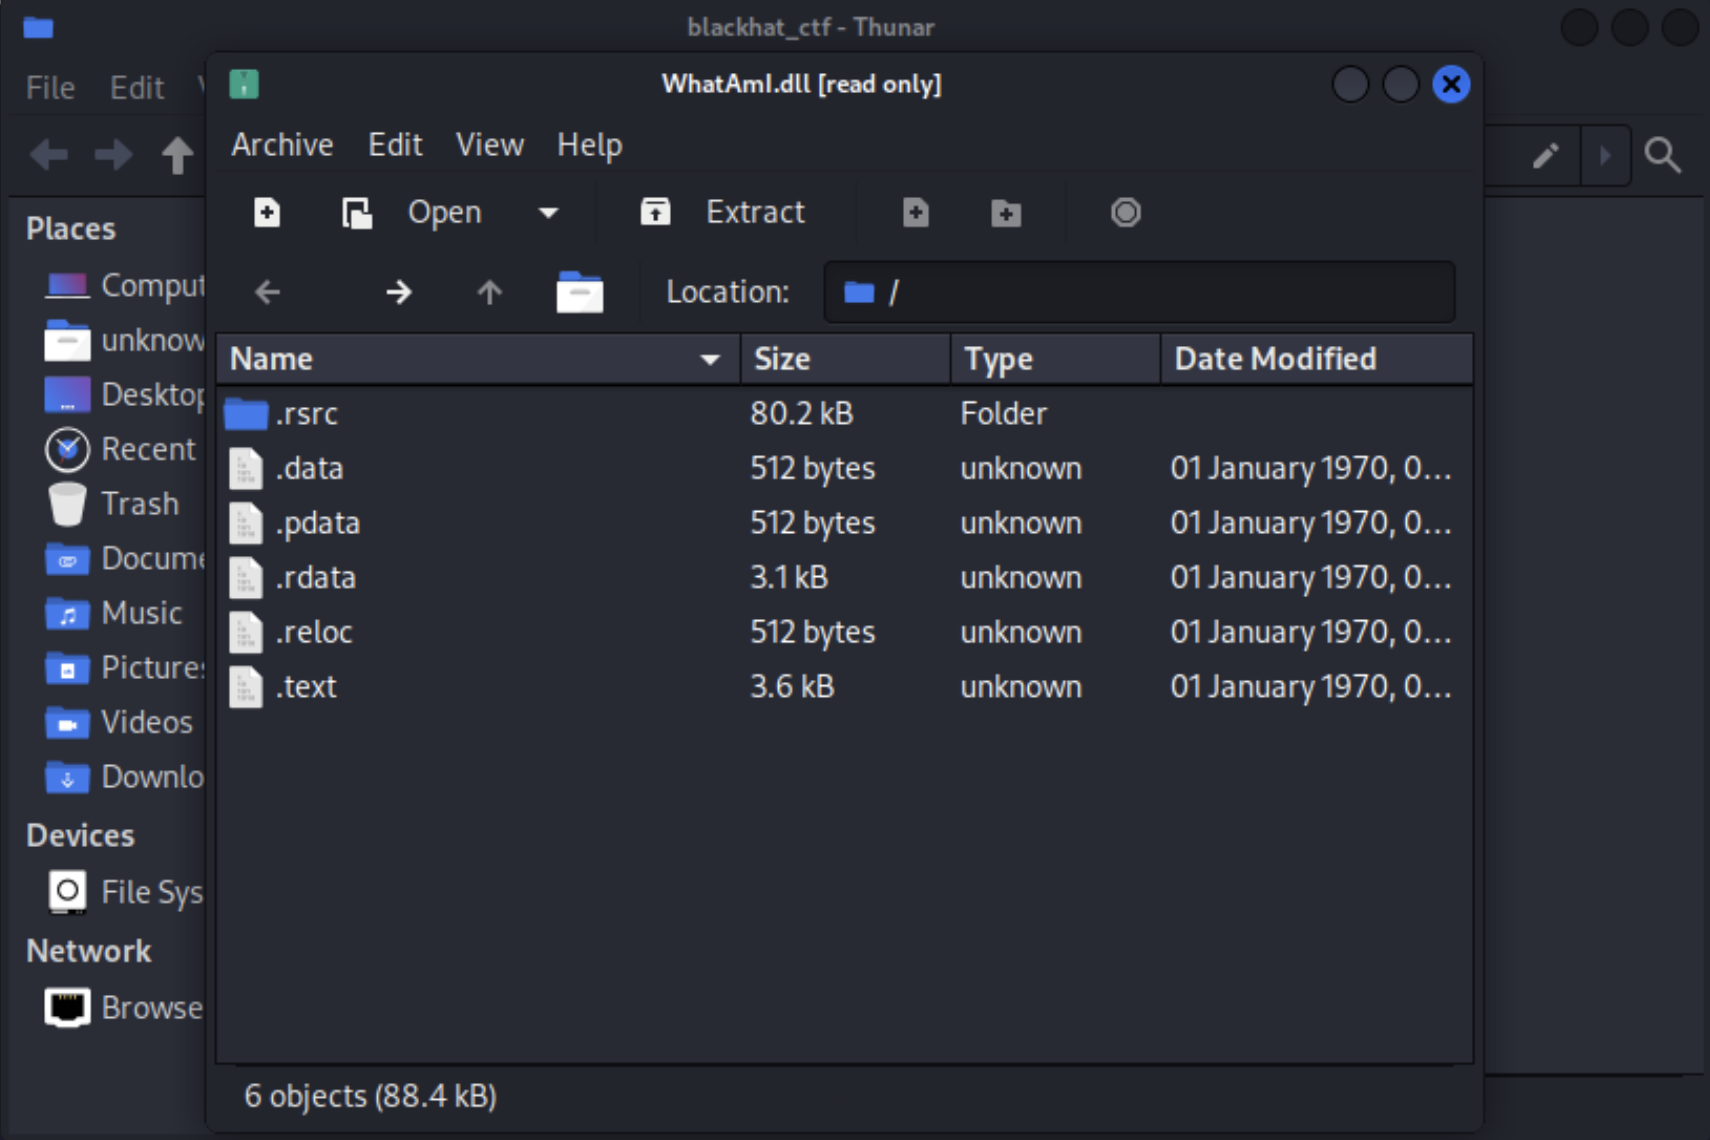 blackhat_ctf - Thunar
File Edit V
WhatAmI.dll [read only]
Archive Edit View Help
Open Extract
Location: /
Places
Comput
unknow
Desktop
Recent
Trash
Docume
Music
Pictures
Videos
Downlo
Devices
File Sys
Network
Browse
Name Size Type Date Modified
.rsrc 80.2 kB Folder
.data 512 bytes unknown 01 January 1970, 0...
.pdata 512 bytes unknown 01 January 1970, 0...
.rdata 3.1 kB unknown 01 January 1970, 0...
.reloc 512 bytes unknown 01 January 1970, 0...
.text 3.6 kB unknown 01 January 1970, 0...
6 objects (88.4 kB)